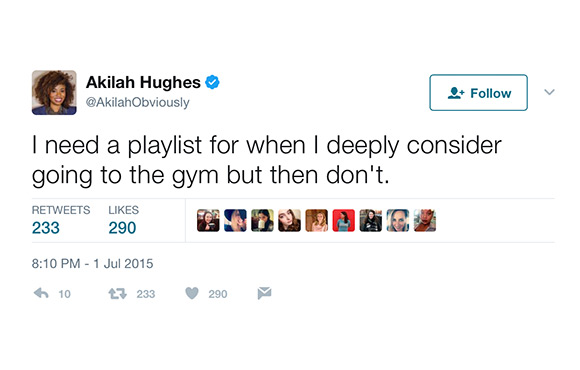 Akilah Hughes
@AkilahObviously
Follow
I need a playlist for when I deeply consider
going to the gym but then don't.
RETWEETS LIKES
233 290
8:10 PM - 1 Jul 2015
10 233 290